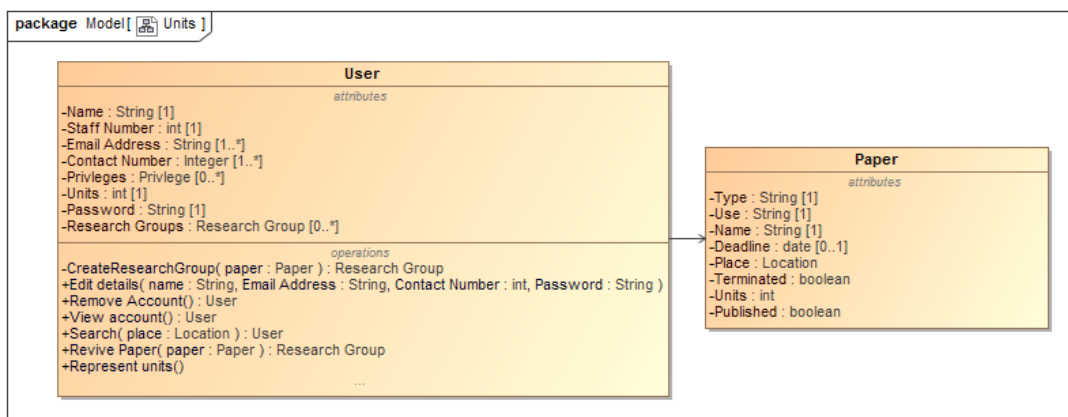 package Model[ Units ]
User
attributes
-Name : String [1]
-Staff Number : int [1]
-Email Address : String [1..*]
-Contact Number : Integer [1..*]
-Privleges : Privlege [0..*]
-Units : int [1]
-Password : String [1]
-Research Groups : Research Group [0..*]
operations
-CreateResearchGroup( paper : Paper ) : Research Group
+Edit details( name : String, Email Address : String, Contact Number : int, Password : String )
+Remove Account() : User
+View account() : User
+Search( place : Location ) : User
+Revive Paper( paper : Paper ) : Research Group
+Represent units()
...
Paper
attributes
-Type : String [1]
-Use : String [1]
-Name : String [1]
-Deadline : date [0..1]
-Place : Location
-Terminated : boolean
-Units : int
-Published : boolean